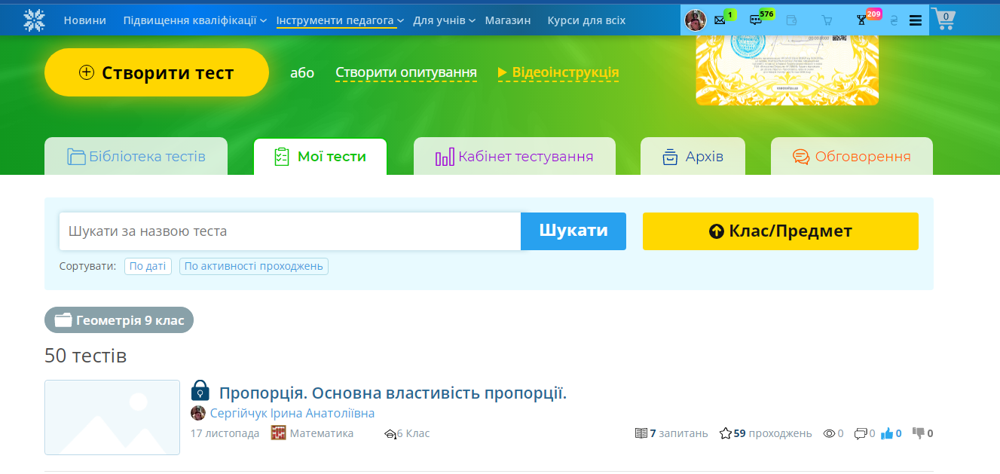 Новини Підвищення кваліфікації Інструменти педагога Для учнів Магазин Курси для всіх 1 576 209 0
Створити тест або Створити опитування Відеоінструкція
Бібліотека тестів Мої тести Кабінет тестування Архів Обговорення
Шукати за назвою теста Шукати Клас/Предмет
Сортувати: По даті По активності проходжень
Геометрія 9 клас
50 тестів
Пропорція. Основна властивість пропорції.
Сергійчук Ірина Анатоліївна
17 листопада Математика 6 Клас 7 запитань 59 проходжень 0 0 0 0